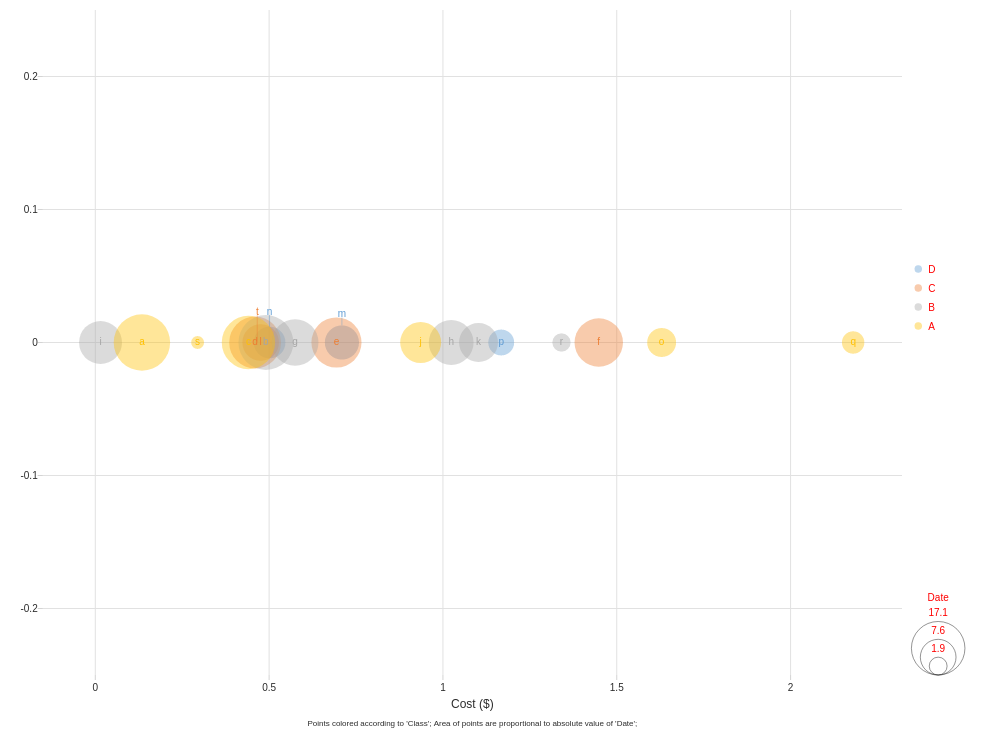 0.2
0.1
0
-0.1
-0.2
t n m
i a s d l g e j h k p r f o q
0 0.5 1 1.5 2
Cost ($)
Points colored according to 'Class'; Area of points are proportional to absolute value of 'Date';
D
C
B
A
Date
17.1
7.6
1.9